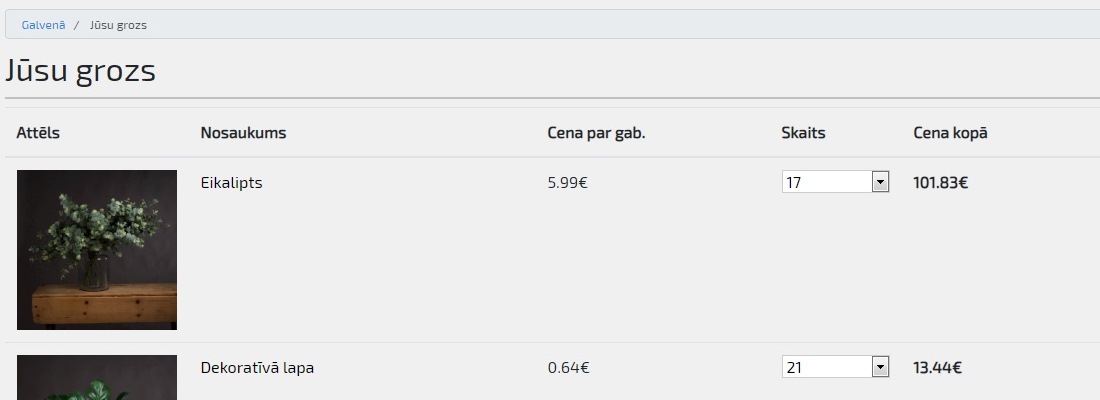 Galvenā / Jūsu grozs
Jūsu grozs
Attēls Nosaukums Cena par gab. Skaits Cena kopā
Eikalipts 5.99€ 17 101.83€
Dekoratīvā lapa 0.64€ 21 13.44€